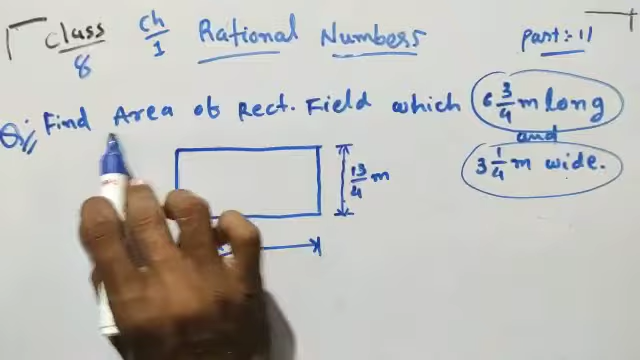 Class 8 ch 1 Rational Numbers part:- 11
Q:- Find Area of Rect. Field which 6 3/4 m long
and
3 1/4 m wide.
13/4 m